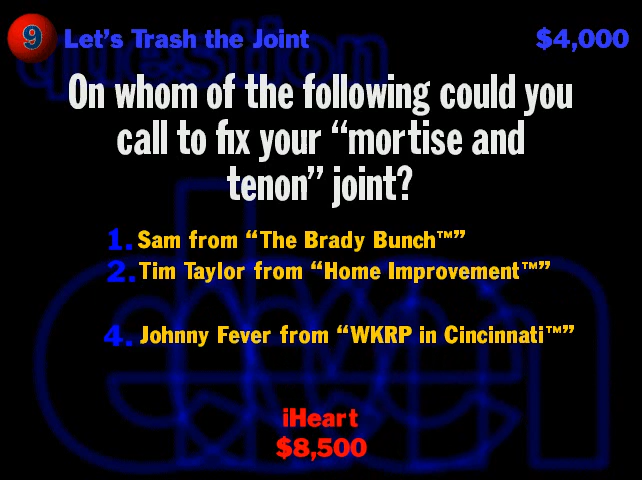 9 Let's Trash the Joint $4,000
question
On whom of the following could you
call to fix your “mortise and
tenon” joint?
1. Sam from “The Brady Bunch™”
2. Tim Taylor from “Home Improvement™”
4. Johnny Fever from “WKRP in Cincinnati™”
iHeart
$8,500